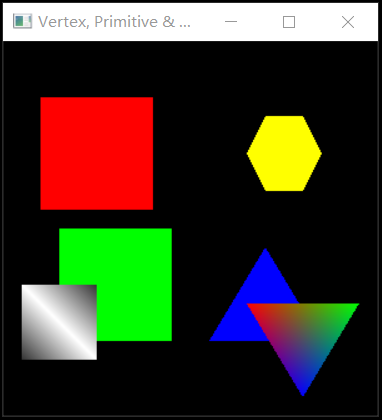 Vertex, Primitive & ...